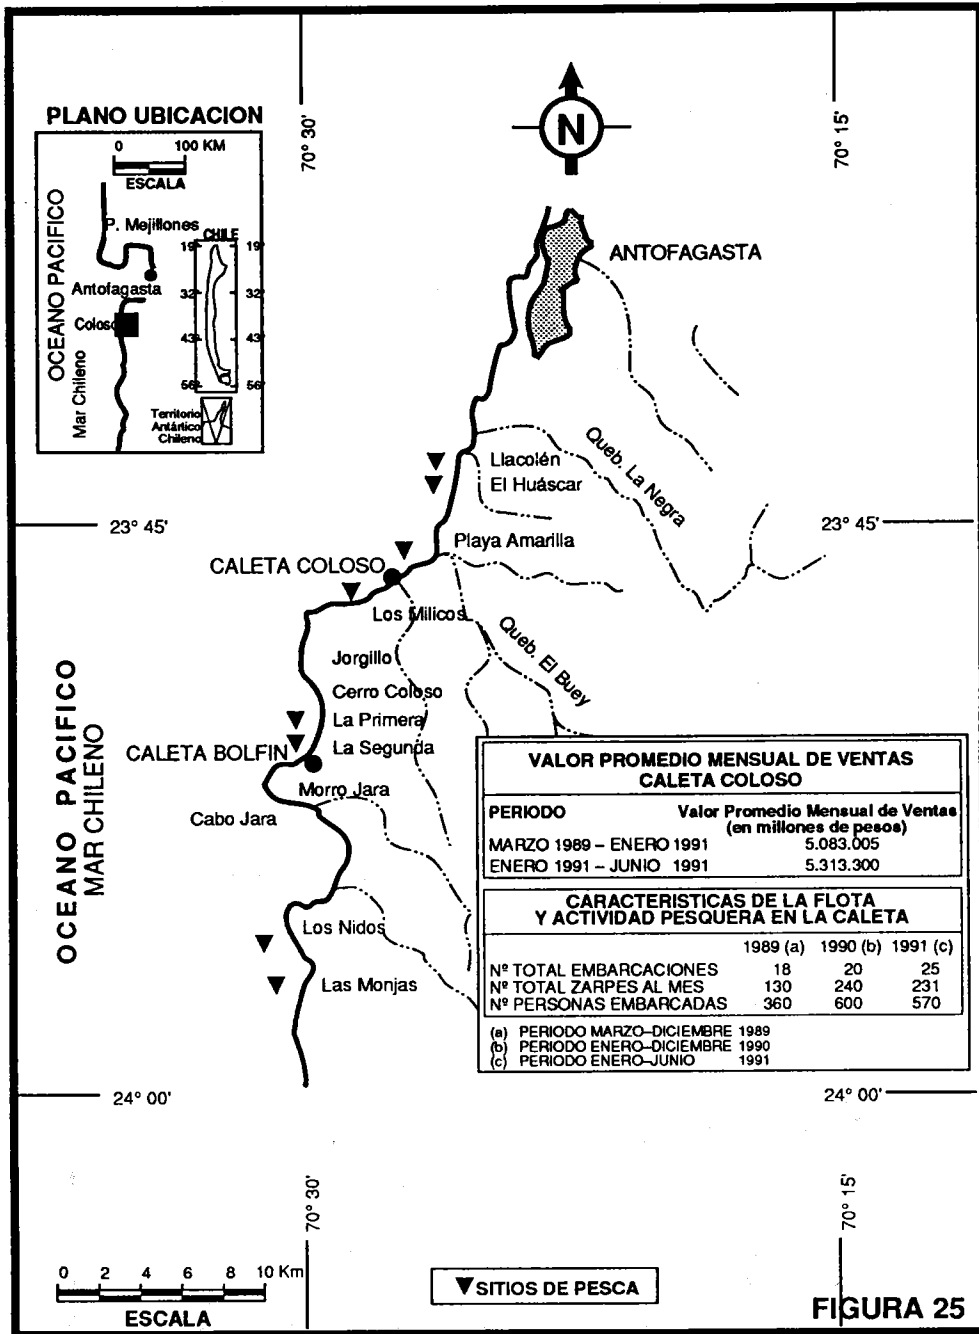 70° 30'
70° 15'
N
PLANO UBICACION
0 100 KM
ESCALA
OCEANO PACIFICO
Mar Chileno
P. Mejillones
Antofagasta
Coloso
CHILE
19° 19°
32° 32°
43° 43°
56° 56°
Territorio
Antártico
Chileno
ANTOFAGASTA
Queb. La Negra
Llacolén
El Huáscar
23° 45'
23° 45'
Playa Amarilla
CALETA COLOSO
Los Milicos
Queb. El Buey
Jorgillo
Cerro Coloso
La Primera
La Segunda
CALETA BOLFIN
Morro Jara
Cabo Jara
OCEANO PACIFICO
MAR CHILENO
Los Nidos
Las Monjas
VALOR PROMEDIO MENSUAL DE VENTAS
CALETA COLOSO
PERIODO Valor Promedio Mensual de Ventas
(en millones de pesos)
MARZO 1989 – ENERO 1991 5.083.005
ENERO 1991 – JUNIO 1991 5.313.300
CARACTERISTICAS DE LA FLOTA
Y ACTIVIDAD PESQUERA EN LA CALETA
1989 (a) 1990 (b) 1991 (c)
Nº TOTAL EMBARCACIONES 18 20 25
Nº TOTAL ZARPES AL MES 130 240 231
Nº PERSONAS EMBARCADAS 360 600 570
(a) PERIODO MARZO–DICIEMBRE 1989
(b) PERIODO ENERO–DICIEMBRE 1990
(c) PERIODO ENERO–JUNIO 1991
24° 00'
24° 00'
70° 30'
70° 15'
0 2 4 6 8 10 Km
ESCALA
SITIOS DE PESCA
FIGURA 25